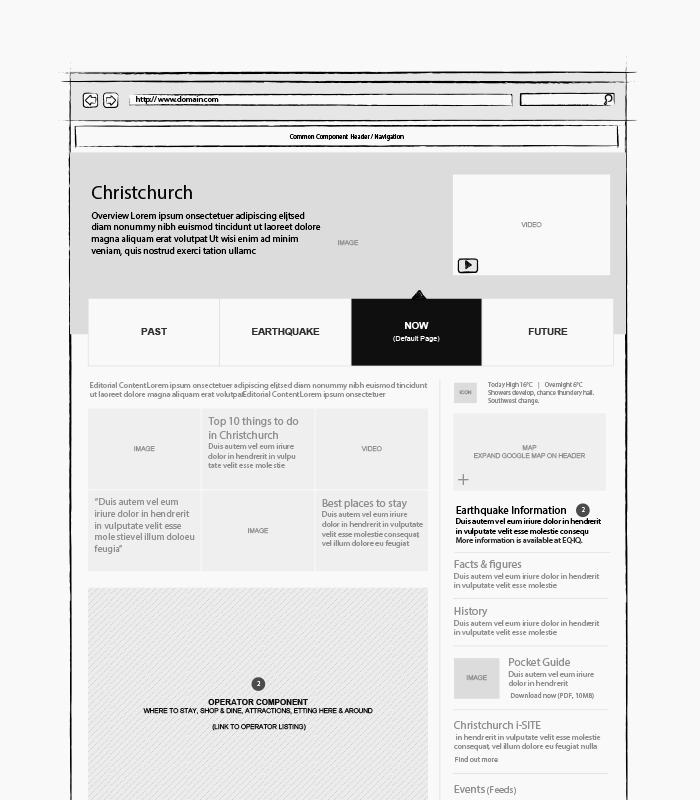 http://www.domain.com
Common Component Header / Navigation
Christchurch
Overview Lorem ipsum onsectetuer adipiscing eljtsed
diam nonummy nibh euismod tincidunt ut laoreet dolore
magna aliquam erat volutpat Ut wisi enim ad minim
veniam, quis nostrud exerci tation ullamc
IMAGE
VIDEO
PAST
EARTHQUAKE
NOW
(Default Page)
FUTURE
Editorial ContentLorem ipsum onsectetuer adipiscing eljtsed diam nonummy nibh euismod tincidunt
ut laoreet dolore magna aliquam erat volutpatEditorial ContentLorem ipsum onsectetuer
IMAGE
Top 10 things to do
in Christchurch
Duis autem vel eum iriure
dolor in hendrerit in vulpu
tate velit esse molestie
VIDEO
"Duis autem vel eum
iriure dolor in hendrerit
in vulputate velit esse
molestievel illum doloeu
feugia"
IMAGE
Best places to stay
Duis autem vel eum iriure
dolor in hendrerit in vulputate
velit esse molestie consequat,
vel illum dolore eu feugiat
2
OPERATOR COMPONENT
WHERE TO STAY, SHOP & DINE, ATTRACTIONS, ETTING HERE & AROUND
(LINK TO OPERATOR LISTING)
ICON
Today High 16°C | Overnight 6°C
Showers develop, chance thundery hail.
Southwest change.
MAP
EXPAND GOOGLE MAP ON HEADER
+
Earthquake Information 2
Duis autem vel eum iriure dolor in hendrerit
in vulputate velit esse molestie consequ
More information is available at EQ-IQ.
Facts & figures
Duis autem vel eum iriure dolor in hendrerit
in vulputate velit esse molestie
History
Duis autem vel eum iriure dolor in hendrerit
in vulputate velit esse molestie
IMAGE
Pocket Guide
Duis autem vel eum iriure
dolor in hendrerit
Download now (PDF, 10MB)
Christchurch i-SITE
in hendrerit in vulputate velit esse molestie
consequat, vel illum dolore eu feugiat nulla
Find out more
Events (Feeds)